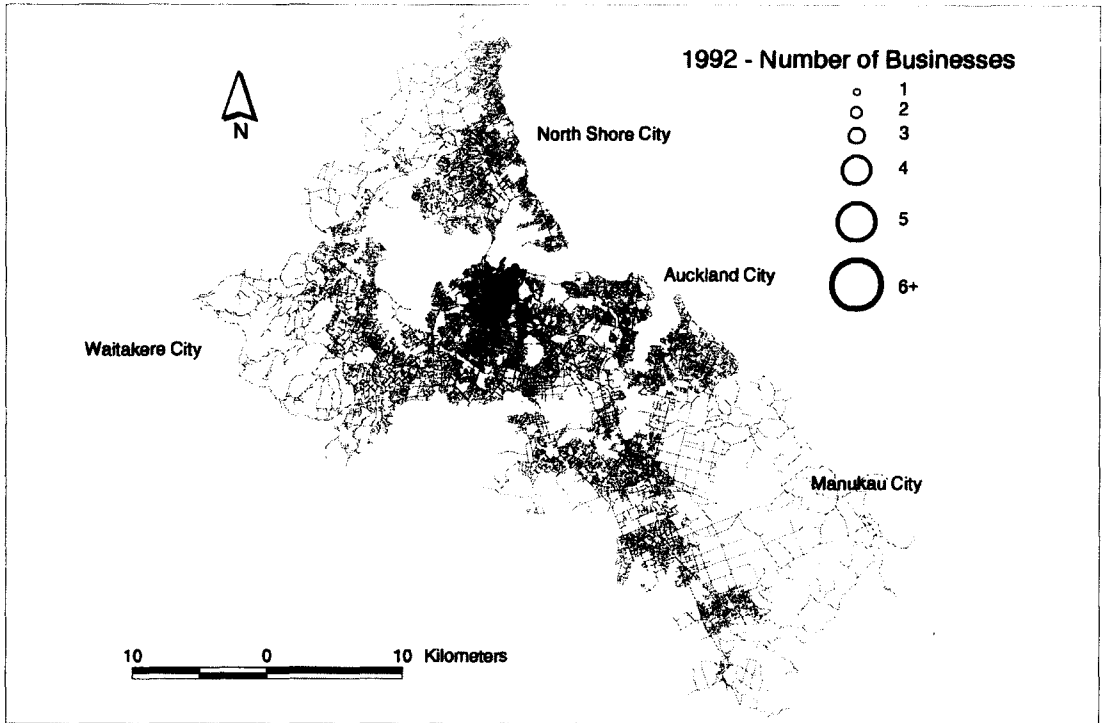 1992 - Number of Businesses
1
2
3
4
5
6+
N
North Shore City
Auckland City
Waitakere City
Manukau City
10 0 10 Kilometers